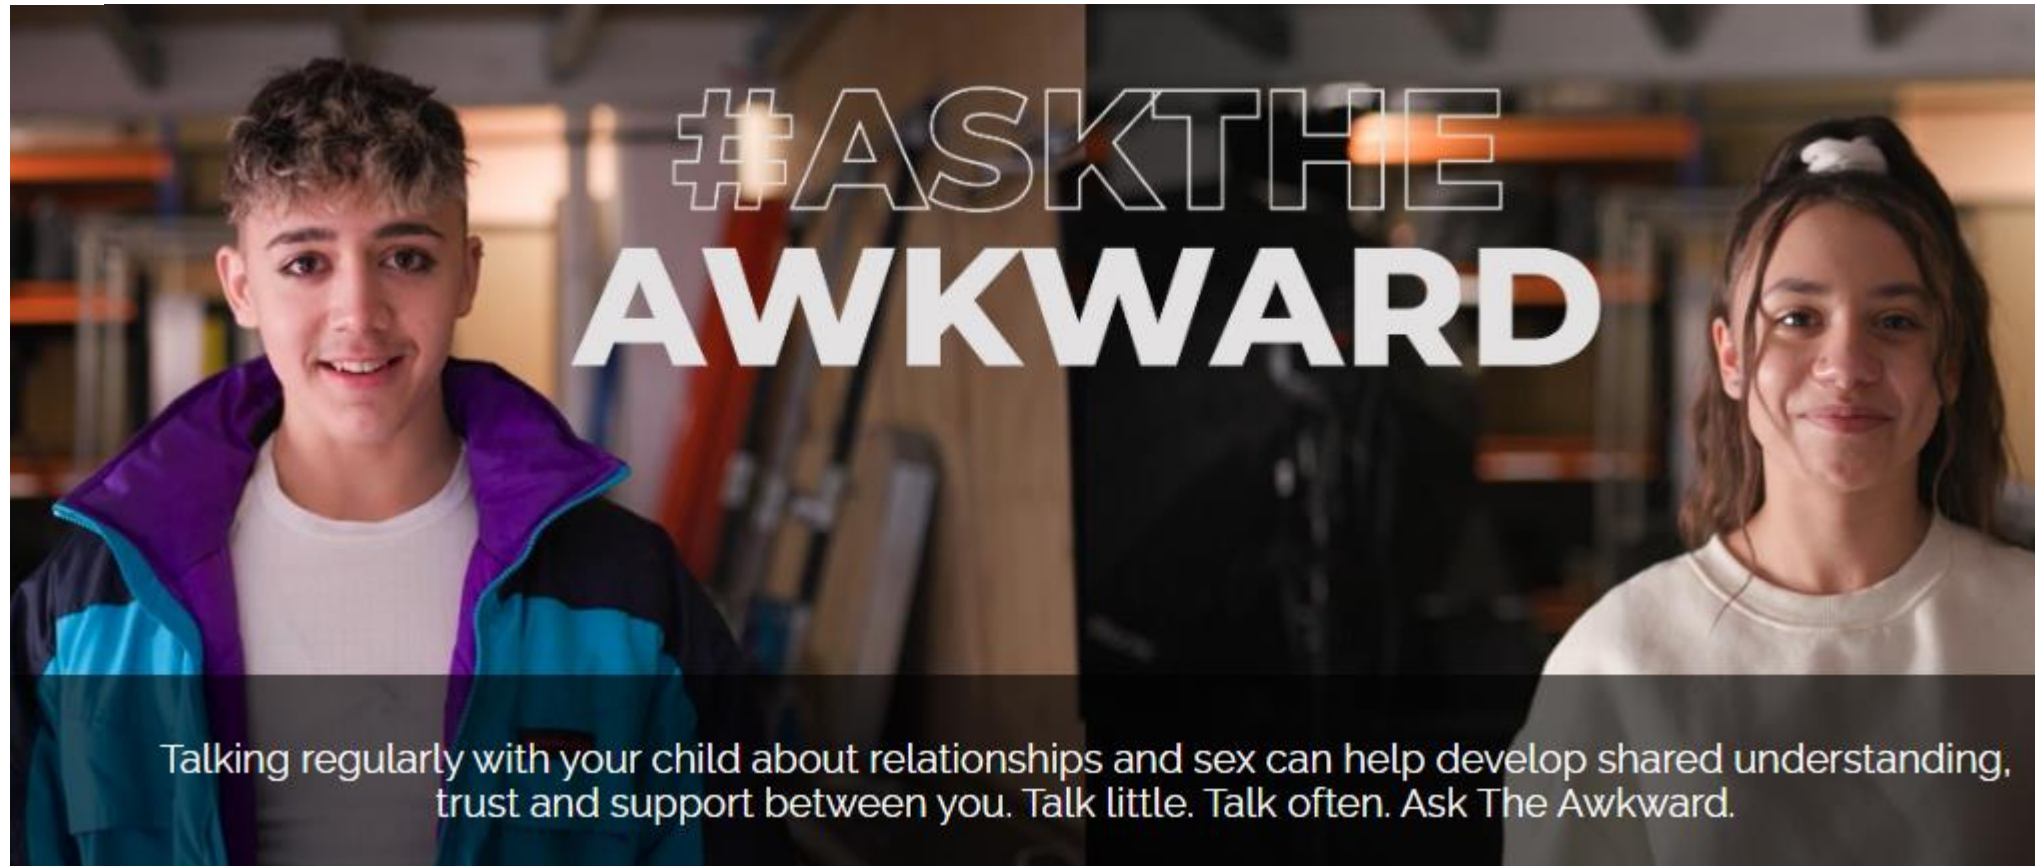 #ASKTHE
AWKWARD
Talking regularly with your child about relationships and sex can help develop shared understanding,
trust and support between you. Talk little. Talk often. Ask The Awkward.